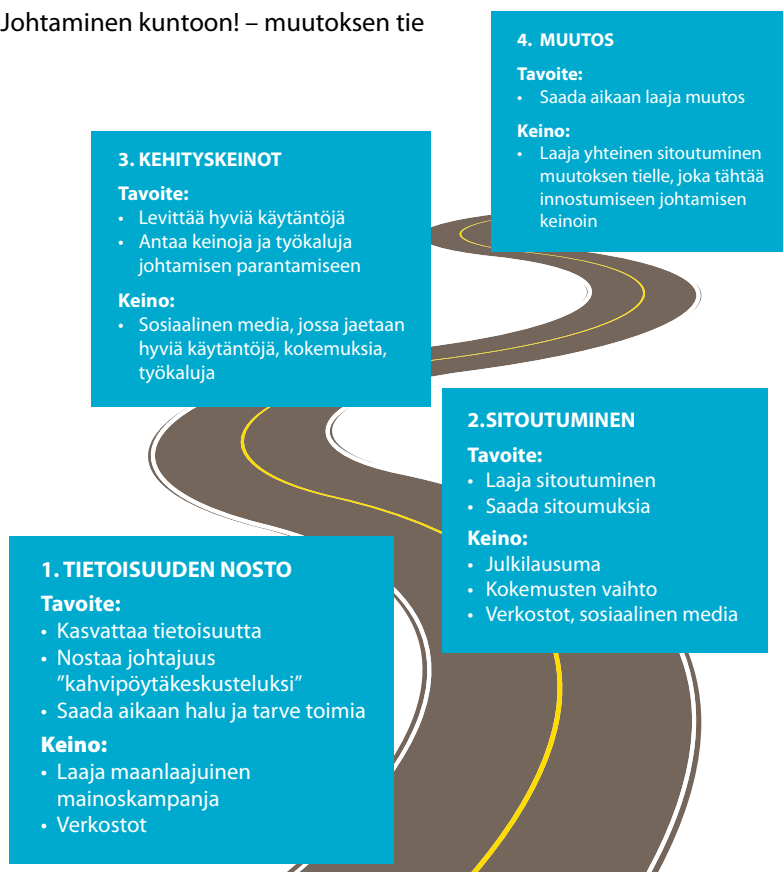 Johtaminen kuntoon! – muutoksen tie
4. MUUTOS
Tavoite:
• Saada aikaan laaja muutos
Keino:
• Laaja yhteinen sitoutuminen
muutoksen tielle, joka tähtää
innostumiseen johtamisen
keinoin
3. KEHITYSKEINOT
Tavoite:
• Levittää hyviä käytäntöjä
• Antaa keinoja ja työkaluja
johtamisen parantamiseen
Keino:
• Sosiaalinen media, jossa jaetaan
hyviä käytäntöjä, kokemuksia,
työkaluja
2.SITOUTUMINEN
Tavoite:
• Laaja sitoutuminen
• Saada sitoumuksia
Keino:
• Julkilausuma
• Kokemusten vaihto
• Verkostot, sosiaalinen media
1. TIETOISUUDEN NOSTO
Tavoite:
• Kasvattaa tietoisuutta
• Nostaa johtajuus
”kahvipöytäkeskusteluksi”
• Saada aikaan halu ja tarve toimia
Keino:
• Laaja maanlaajuinen
mainoskampanja
• Verkostot